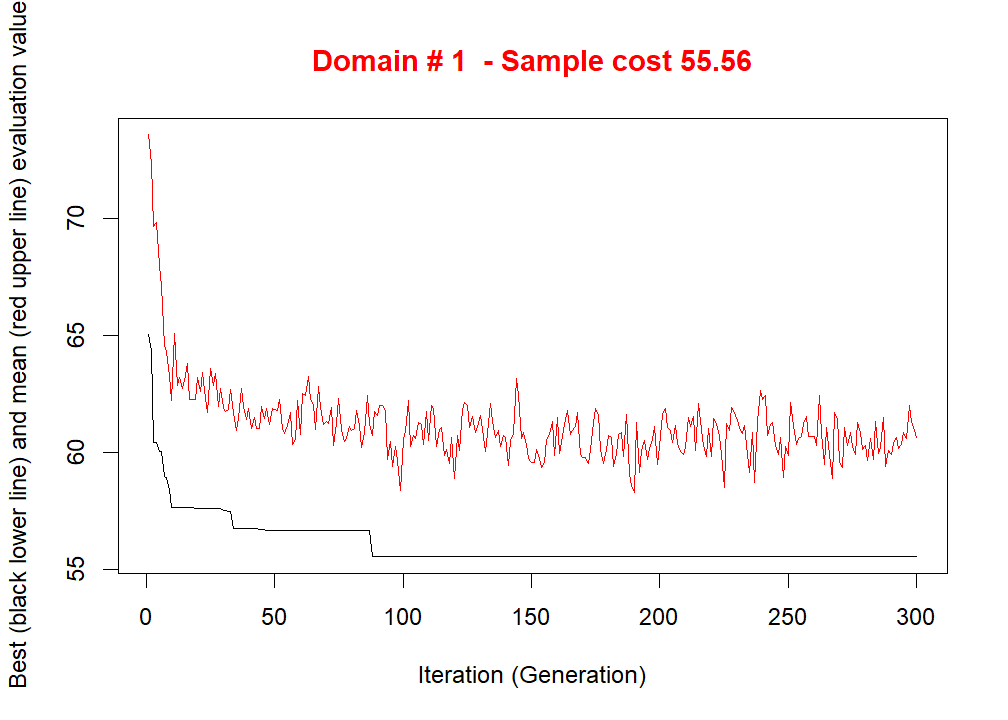 Domain # 1  - Sample cost 55.56
Best (black lower line) and mean (red upper line) evaluation value
70
65
60
55
0 50 100 150 200 250 300
Iteration (Generation)